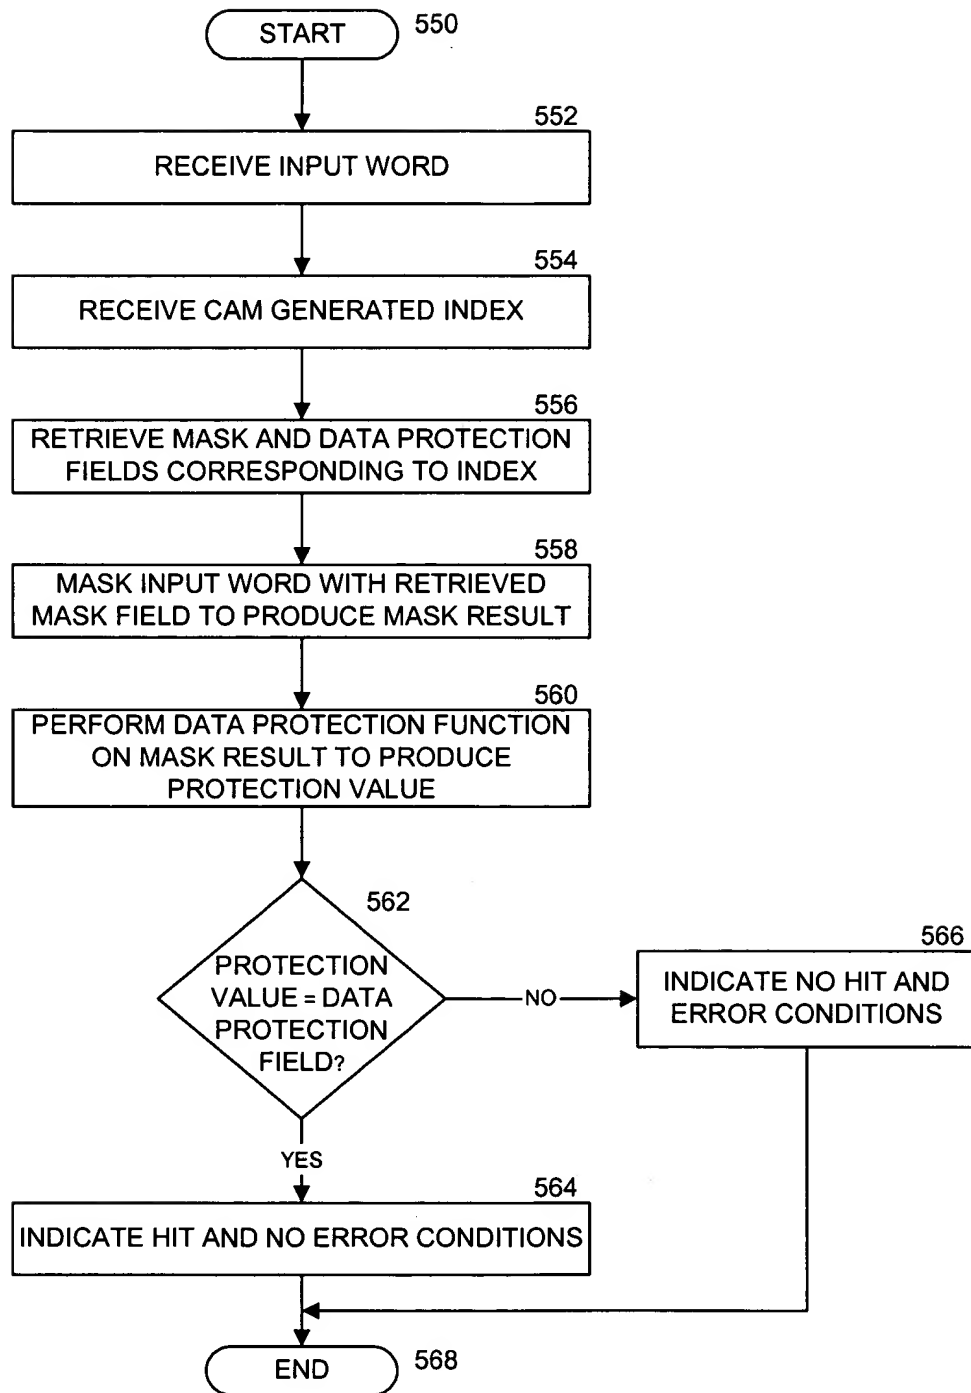 START
550
552
RECEIVE INPUT WORD
554
RECEIVE CAM GENERATED INDEX
556
RETRIEVE MASK AND DATA PROTECTION
FIELDS CORRESPONDING TO INDEX
558
MASK INPUT WORD WITH RETRIEVED
MASK FIELD TO PRODUCE MASK RESULT
560
PERFORM DATA PROTECTION FUNCTION
ON MASK RESULT TO PRODUCE
PROTECTION VALUE
562
PROTECTION
VALUE = DATA
PROTECTION
FIELD?
NO
566
INDICATE NO HIT AND
ERROR CONDITIONS
YES
564
INDICATE HIT AND NO ERROR CONDITIONS
END
568